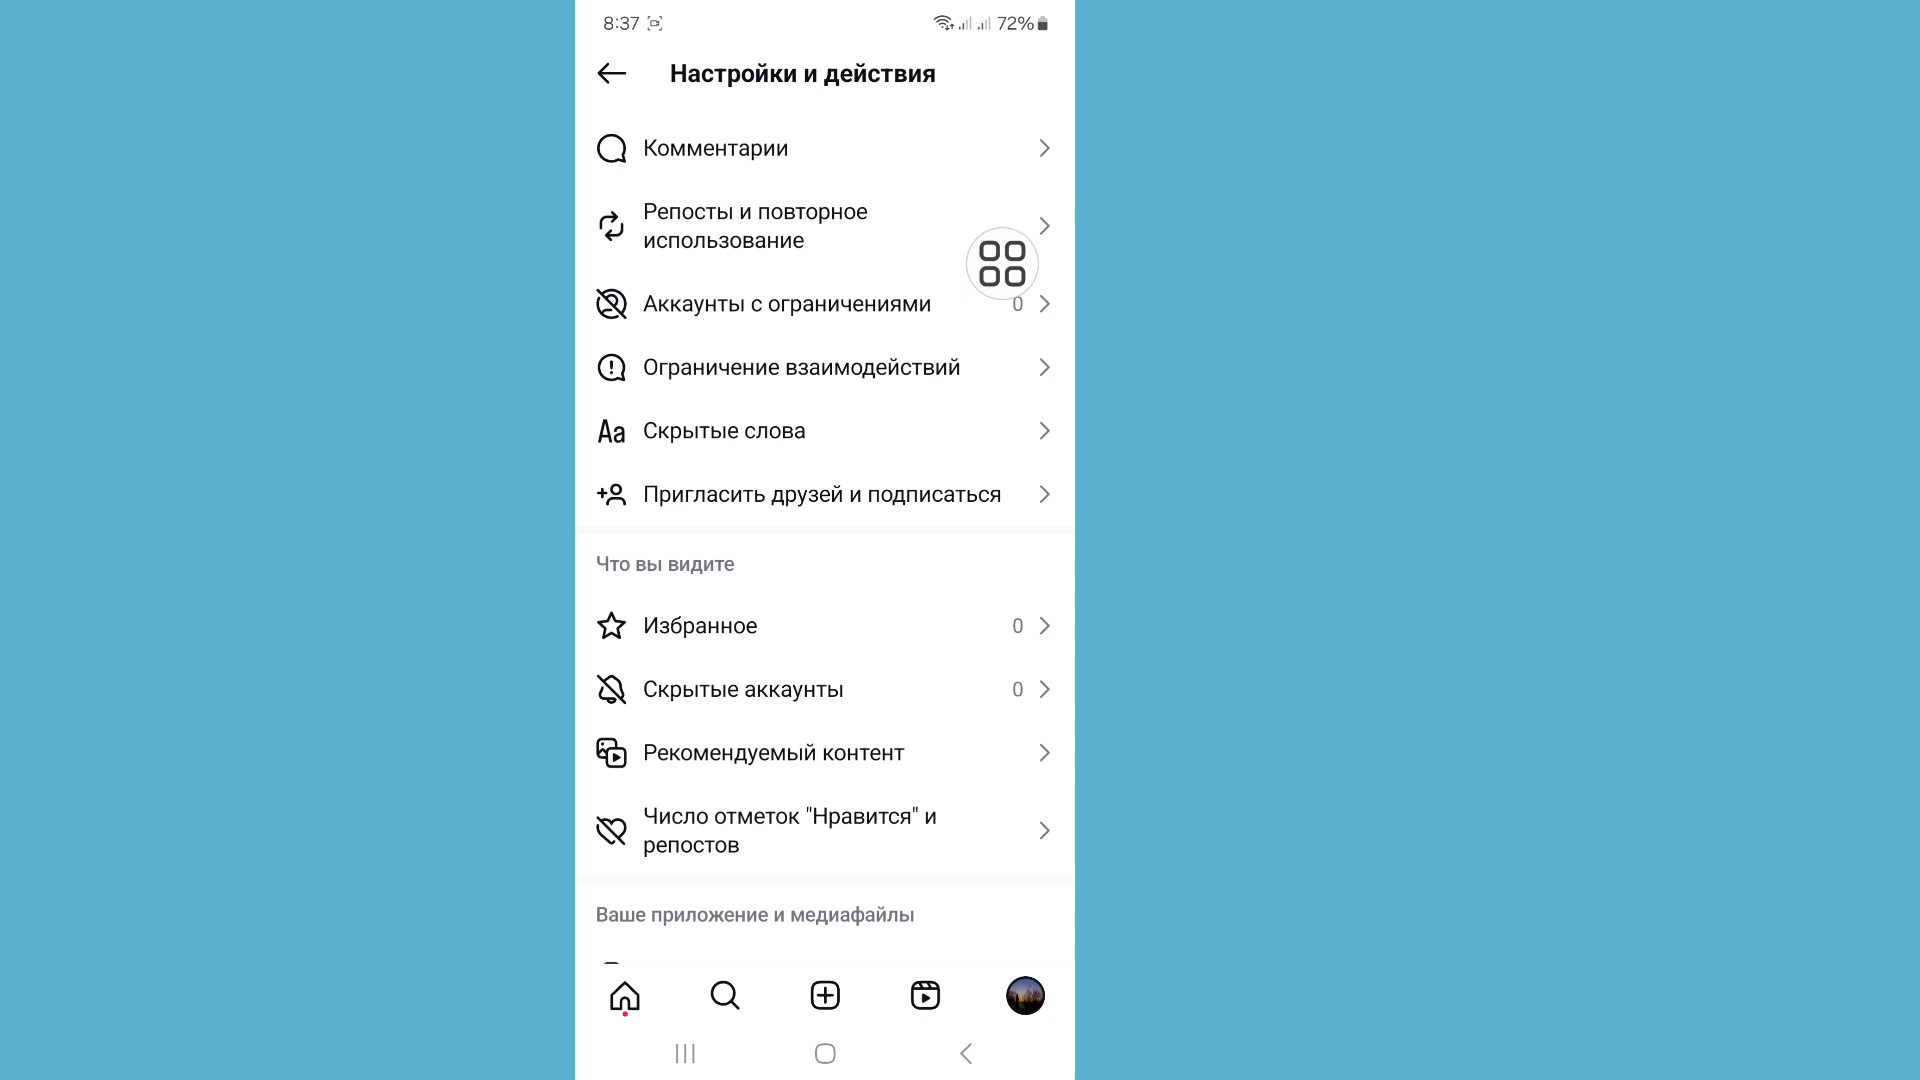 8:37 72%
Настройки и действия
Комментарии
Репосты и повторное
использование
Аккаунты с ограничениями 0
Ограничение взаимодействий
Аа Скрытые слова
Пригласить друзей и подписаться
Что вы видите
Избранное 0
Скрытые аккаунты 0
Рекомендуемый контент
Число отметок "Нравится" и
репостов
Ваше приложение и медиафайлы